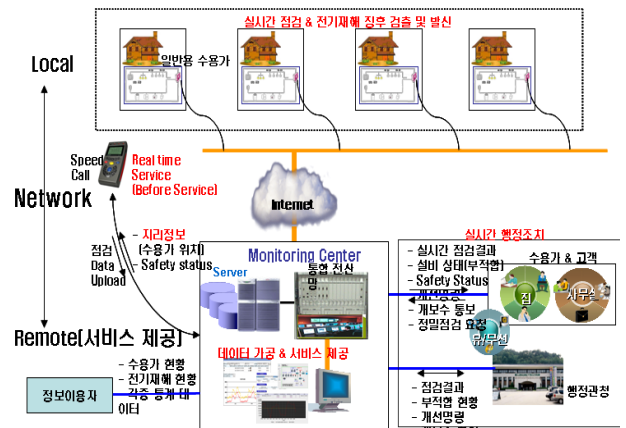 실시간 점검 & 전기재해 징후 검출 및 발신
Local
일반용 수용가
Speed
Call
Real time
Service
(Before Service)
Network
Internet
- 지리정보
(수용가 위치)
- Safety status
점검
Data
Upload
Monitoring Center
Server
통합 전산
망
데이터 가공 & 서비스 제공
실시간 행정조치
- 실시간 점검결과
- 설비 상태(부적합)
- Safety Status
- 개선명령
- 개보수 통보
- 정밀점검 요청
수용가 & 고객
집
사무실
유/무선
Remote(서비스 제공)
- 수용가 현황
- 전기재해 현황
- 각종 통계 데
이터
정보이용자
- 점검결과
- 부적합 현황
- 개선명령
행정관청